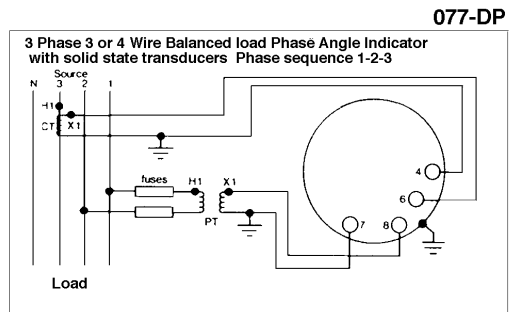 077-DP
3 Phase 3 or 4 Wire Balanced load Phase Angle Indicator
with solid state transducers Phase sequence 1-2-3
Source
N 3 2 1
H1
CT X1
fuses H1 X1
PT
4
6
7 8
Load